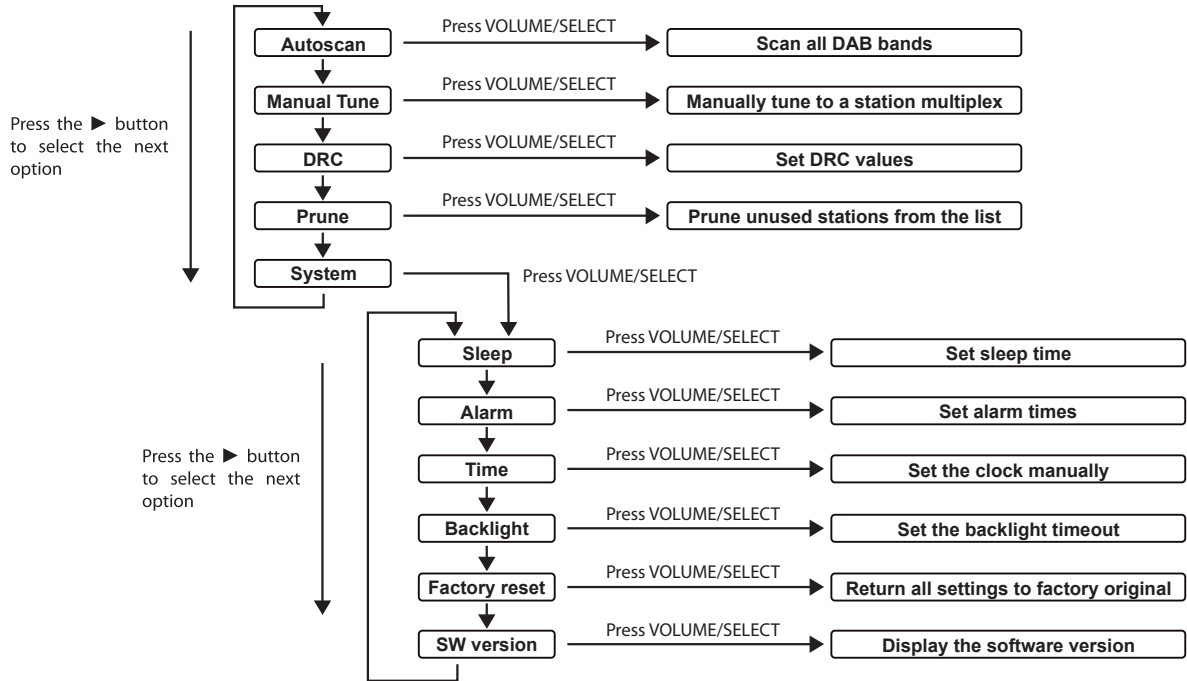 Press VOLUME/SELECT
Autoscan
Scan all DAB bands
Press VOLUME/SELECT
Manual Tune
Manually tune to a station multiplex
Press the ▶ button
to select the next
option
Press VOLUME/SELECT
DRC
Set DRC values
Press VOLUME/SELECT
Prune
Prune unused stations from the list
System
Press VOLUME/SELECT
Press VOLUME/SELECT
Sleep
Set sleep time
Press VOLUME/SELECT
Alarm
Set alarm times
Press the ▶ button
to select the next
option
Press VOLUME/SELECT
Time
Set the clock manually
Press VOLUME/SELECT
Backlight
Set the backlight timeout
Press VOLUME/SELECT
Factory reset
Return all settings to factory original
Press VOLUME/SELECT
SW version
Display the software version